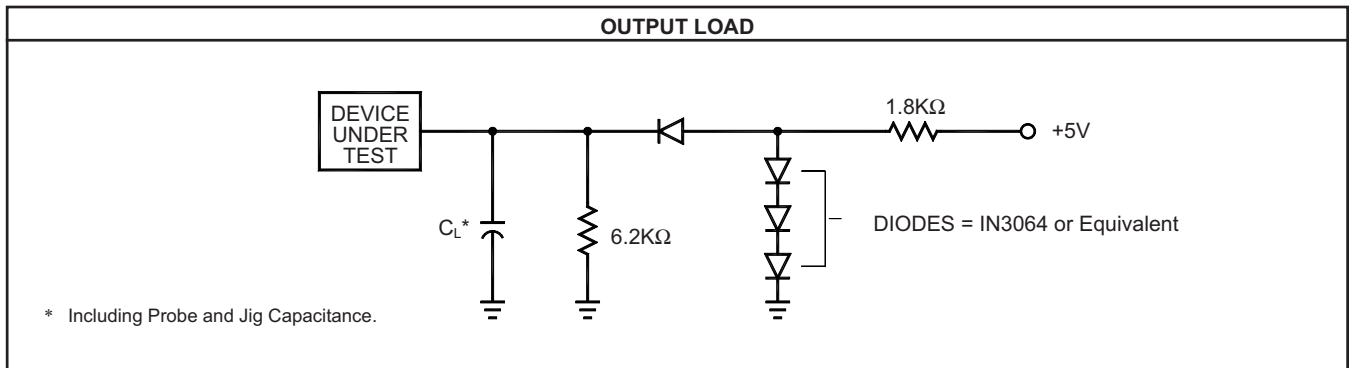 OUTPUT LOAD
DEVICE
UNDER
TEST
1.8KΩ
+5V
CL*
6.2KΩ
DIODES = IN3064 or Equivalent
* Including Probe and Jig Capacitance.